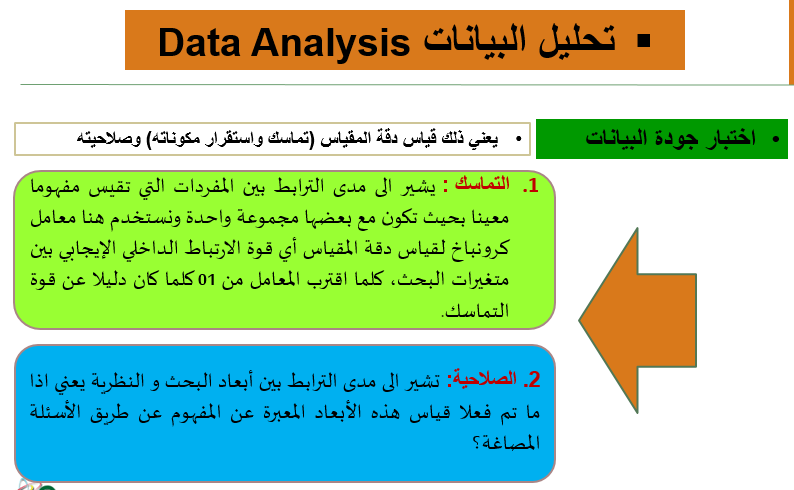 ▪ تحليل البيانات Data Analysis
• اختبار جودة البيانات
• يعني ذلك قياس دقة المقياس (تماسك واستقرار مكوناته) وصلاحيته
1. التماسك : يشير الى مدى الترابط بين المفردات التي تقيس مفهوما
معينا بحيث تكون مع بعضها مجموعة واحدة ونستخدم هنا معامل
كرونباخ لقياس دقة المقياس أي قوة الارتباط الداخلي الإيجابي بين
متغيرات البحث، كلما اقترب المعامل من 01 كلما كان دليلا عن قوة
التماسك.
2. الصلاحية: تشير الى مدى الترابط بين أبعاد البحث و النظرية يعني اذا
ما تم فعلا قياس هذه الأبعاد المعبرة عن المفهوم عن طريق الأسئلة
المصاغة؟